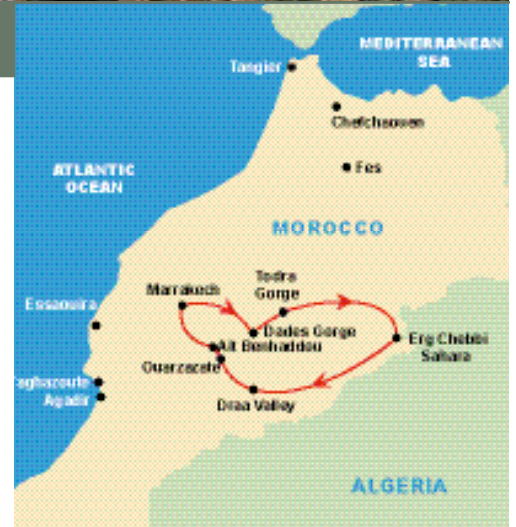 MEDITERRANEAN
SEA
Tangier
Chefchaouen
Fes
ATLANTIC
OCEAN
MOROCCO
Todra
Gorge
Marrakech
Essaouira
Dades Gorge
Ait Benhaddou
Erg Chebbi
Sahara
Ouarzazate
Taghazoute
Agadir
Draa Valley
ALGERIA